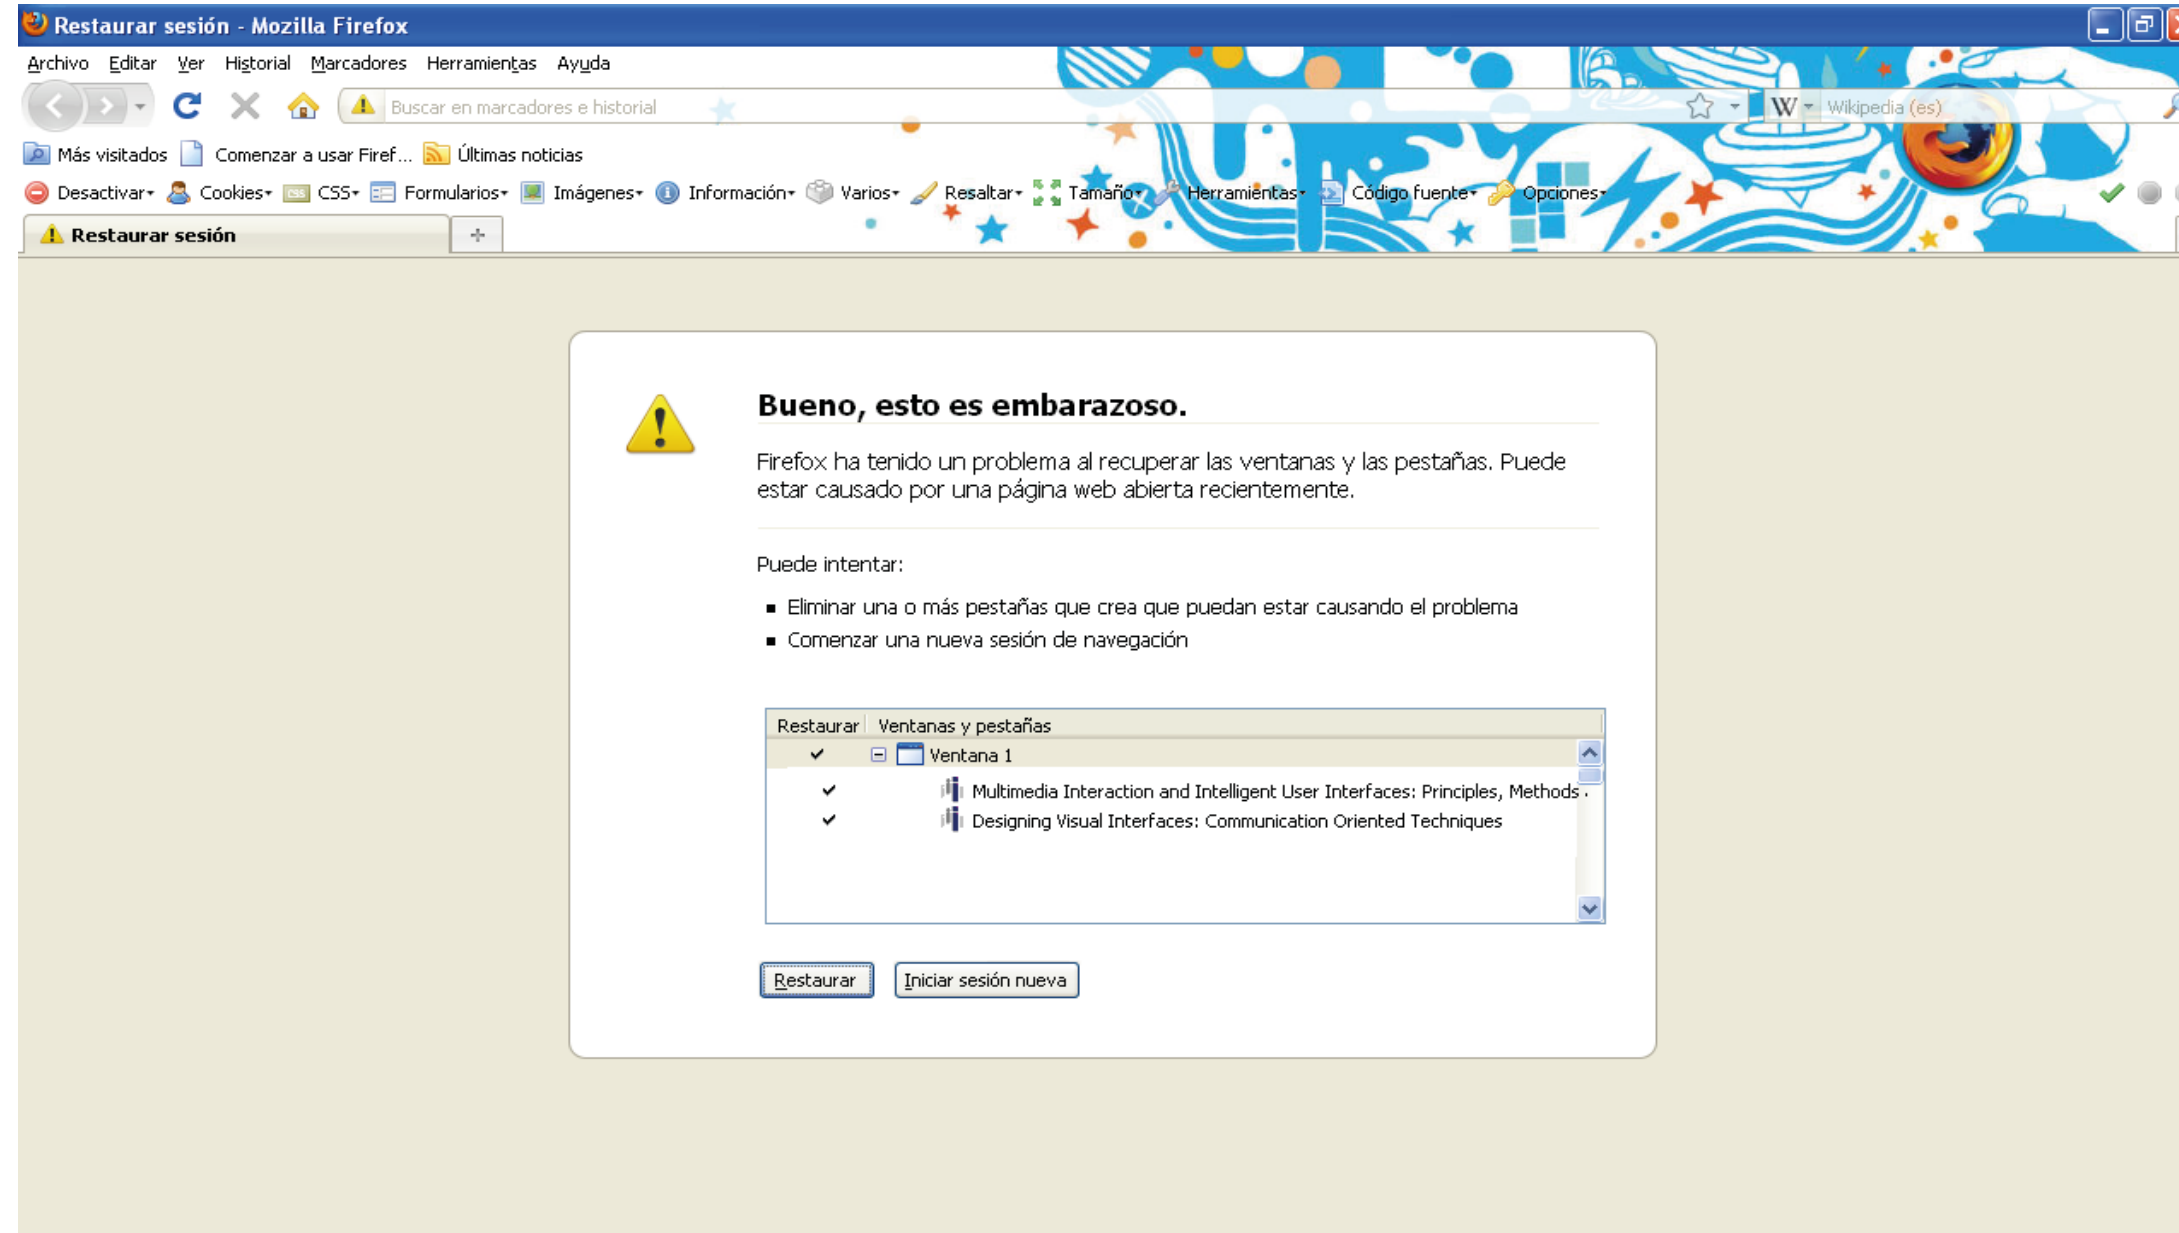 Restaurar sesión - Mozilla Firefox
Archivo Editar Ver Historial Marcadores Herramientas Ayuda
Buscar en marcadores e historial W Wikipedia (es)
Más visitados Comenzar a usar Firef... Últimas noticias
Desactivar Cookies CSS CSS Formularios Imágenes Información Varios Resaltar Tamaño Herramientas Código fuente Opciones
Restaurar sesión
Bueno, esto es embarazoso.
Firefox ha tenido un problema al recuperar las ventanas y las pestañas. Puede
estar causado por una página web abierta recientemente.
Puede intentar:
▪ Eliminar una o más pestañas que crea que puedan estar causando el problema
▪ Comenzar una nueva sesión de navegación
Restaurar Ventanas y pestañas
Ventana 1
Multimedia Interaction and Intelligent User Interfaces: Principles, Methods
Designing Visual Interfaces: Communication Oriented Techniques
Restaurar Iniciar sesión nueva